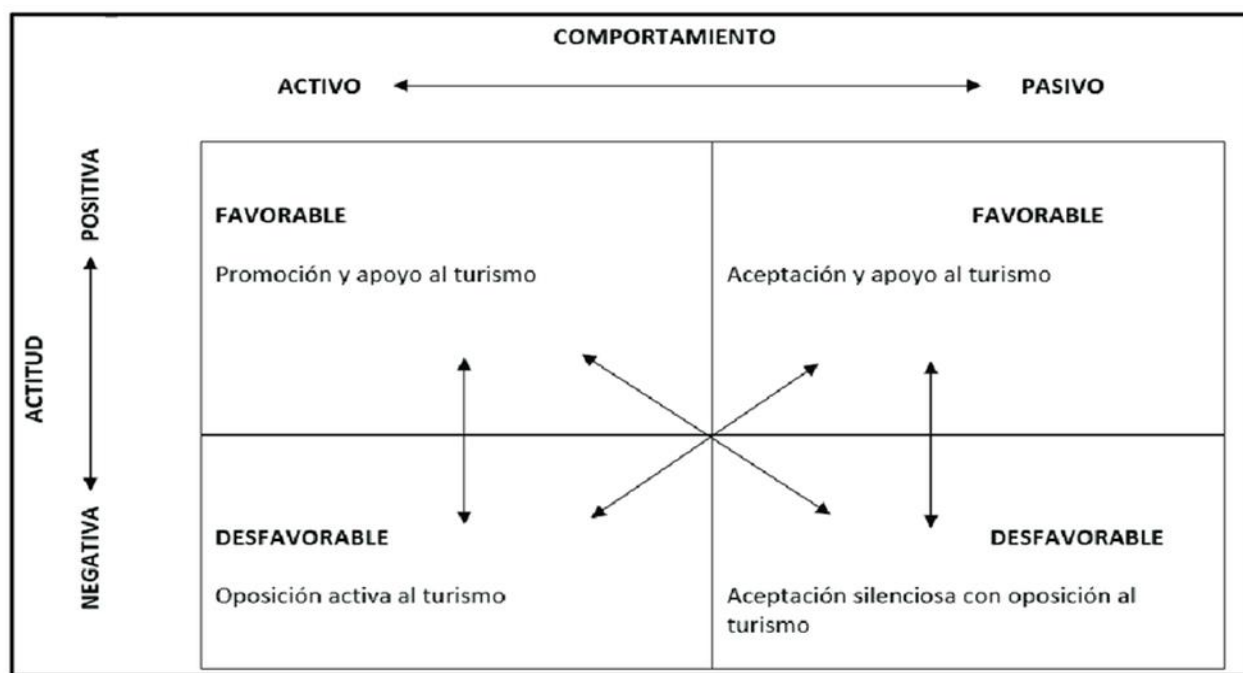 COMPORTAMIENTO
ACTIVO PASIVO
ACTITUD
POSITIVA
NEGATIVA
FAVORABLE
Promoción y apoyo al turismo
FAVORABLE
Aceptación y apoyo al turismo
DESFAVORABLE
Oposición activa al turismo
DESFAVORABLE
Aceptación silenciosa con oposición al
turismo